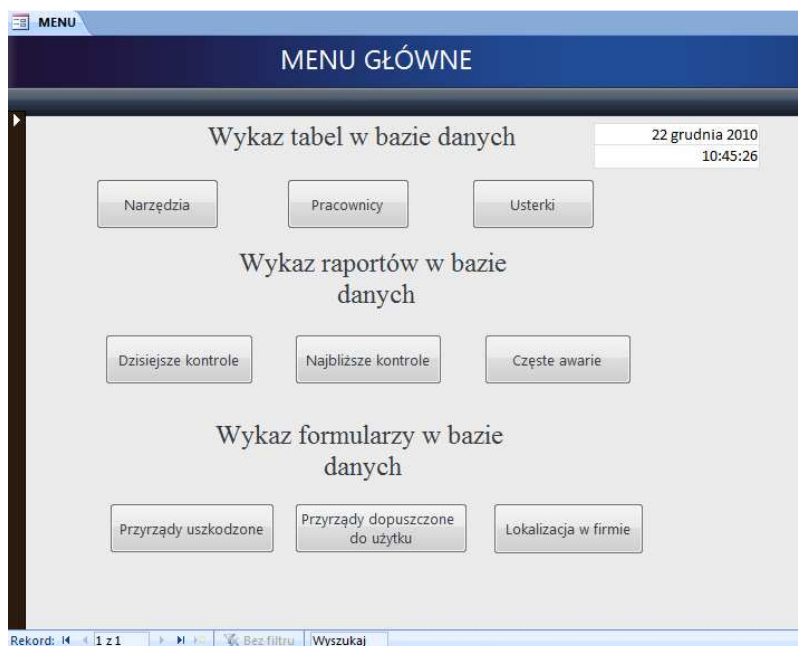 MENU
MENU GŁÓWNE
Wykaz tabel w bazie danych
22 grudnia 2010
10:45:26
Narzędzia
Pracownicy
Usterki
Wykaz raportów w bazie
danych
Dzisiejsze kontrole
Najbliższe kontrole
Częste awarie
Wykaz formularzy w bazie
danych
Przyrządy uszkodzone
Przyrządy dopuszczone
do użytku
Lokalizacja w firmie
Rekord: 1 z 1 Bez filtru Wyszukaj